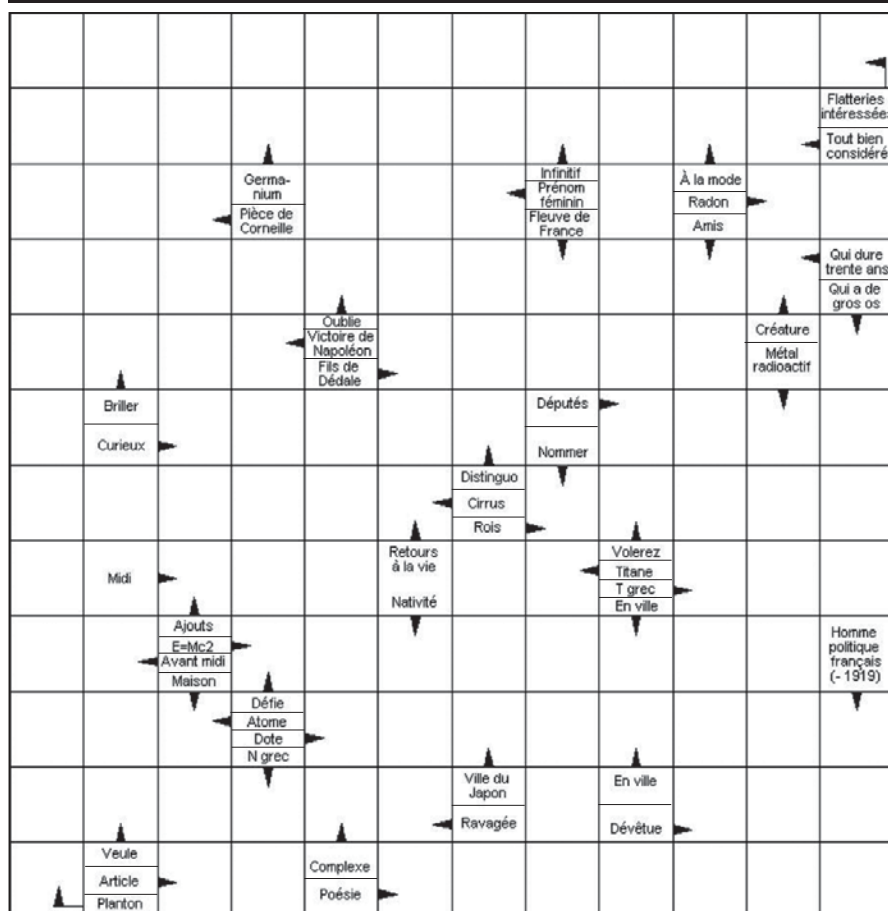 Flatteries
intéressées
Tout bien
considéré
Germa-
nium
Pièce de
Corneille
Infinitif
Prénom
féminin
Fleuve de
France
À la mode
Radon
Amis
Qui dure
trente ans
Qui a de
gros os
Oublie
Victoire de
Napoléon
Fils de
Dédale
Créature
Métal
radioactif
Briller
Curieux
Députés
Nommer
Distinguo
Cirrus
Rois
Midi
Retours
à la vie
Nativité
Volerez
Titane
T grec
En ville
Ajouts
E=Mc2
Avant midi
Maison
Homme
politique
français
(- 1919)
Défie
Atome
Dote
N grec
Ville du
Japon
Ravagée
En ville
Dévêtue
Veule
Article
Planton
Complexe
Poésie